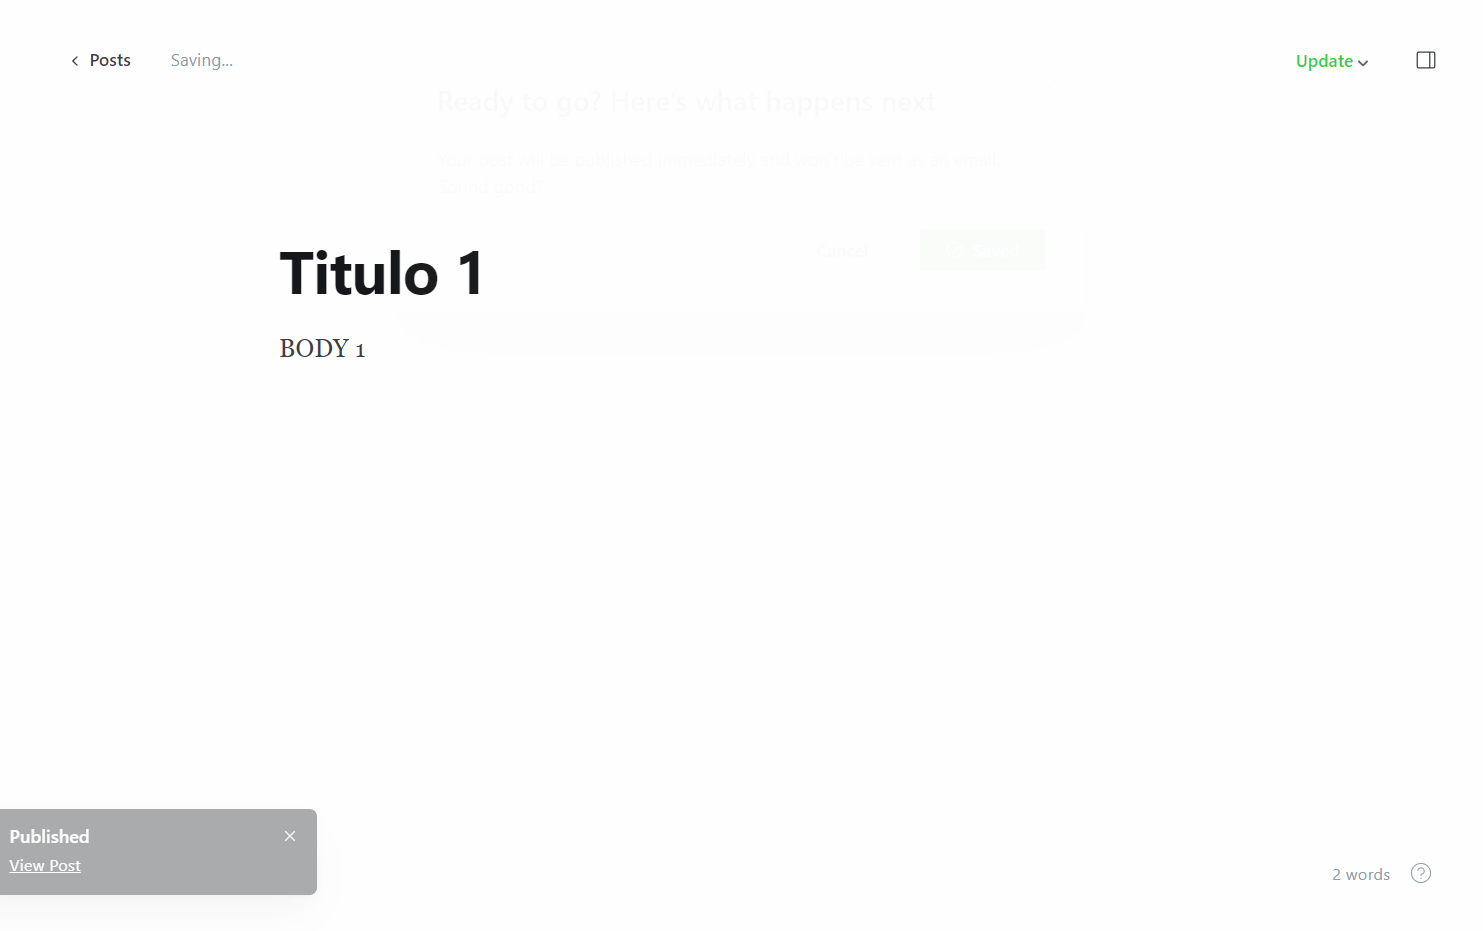 Posts
Saving...
Update
Ready to go? Here's what happens next
Your post will be published immediately, and won't be sent as an email,
sound good?
Cancel
Saved
Titulo 1
BODY 1
Published
View Post
2 words
?